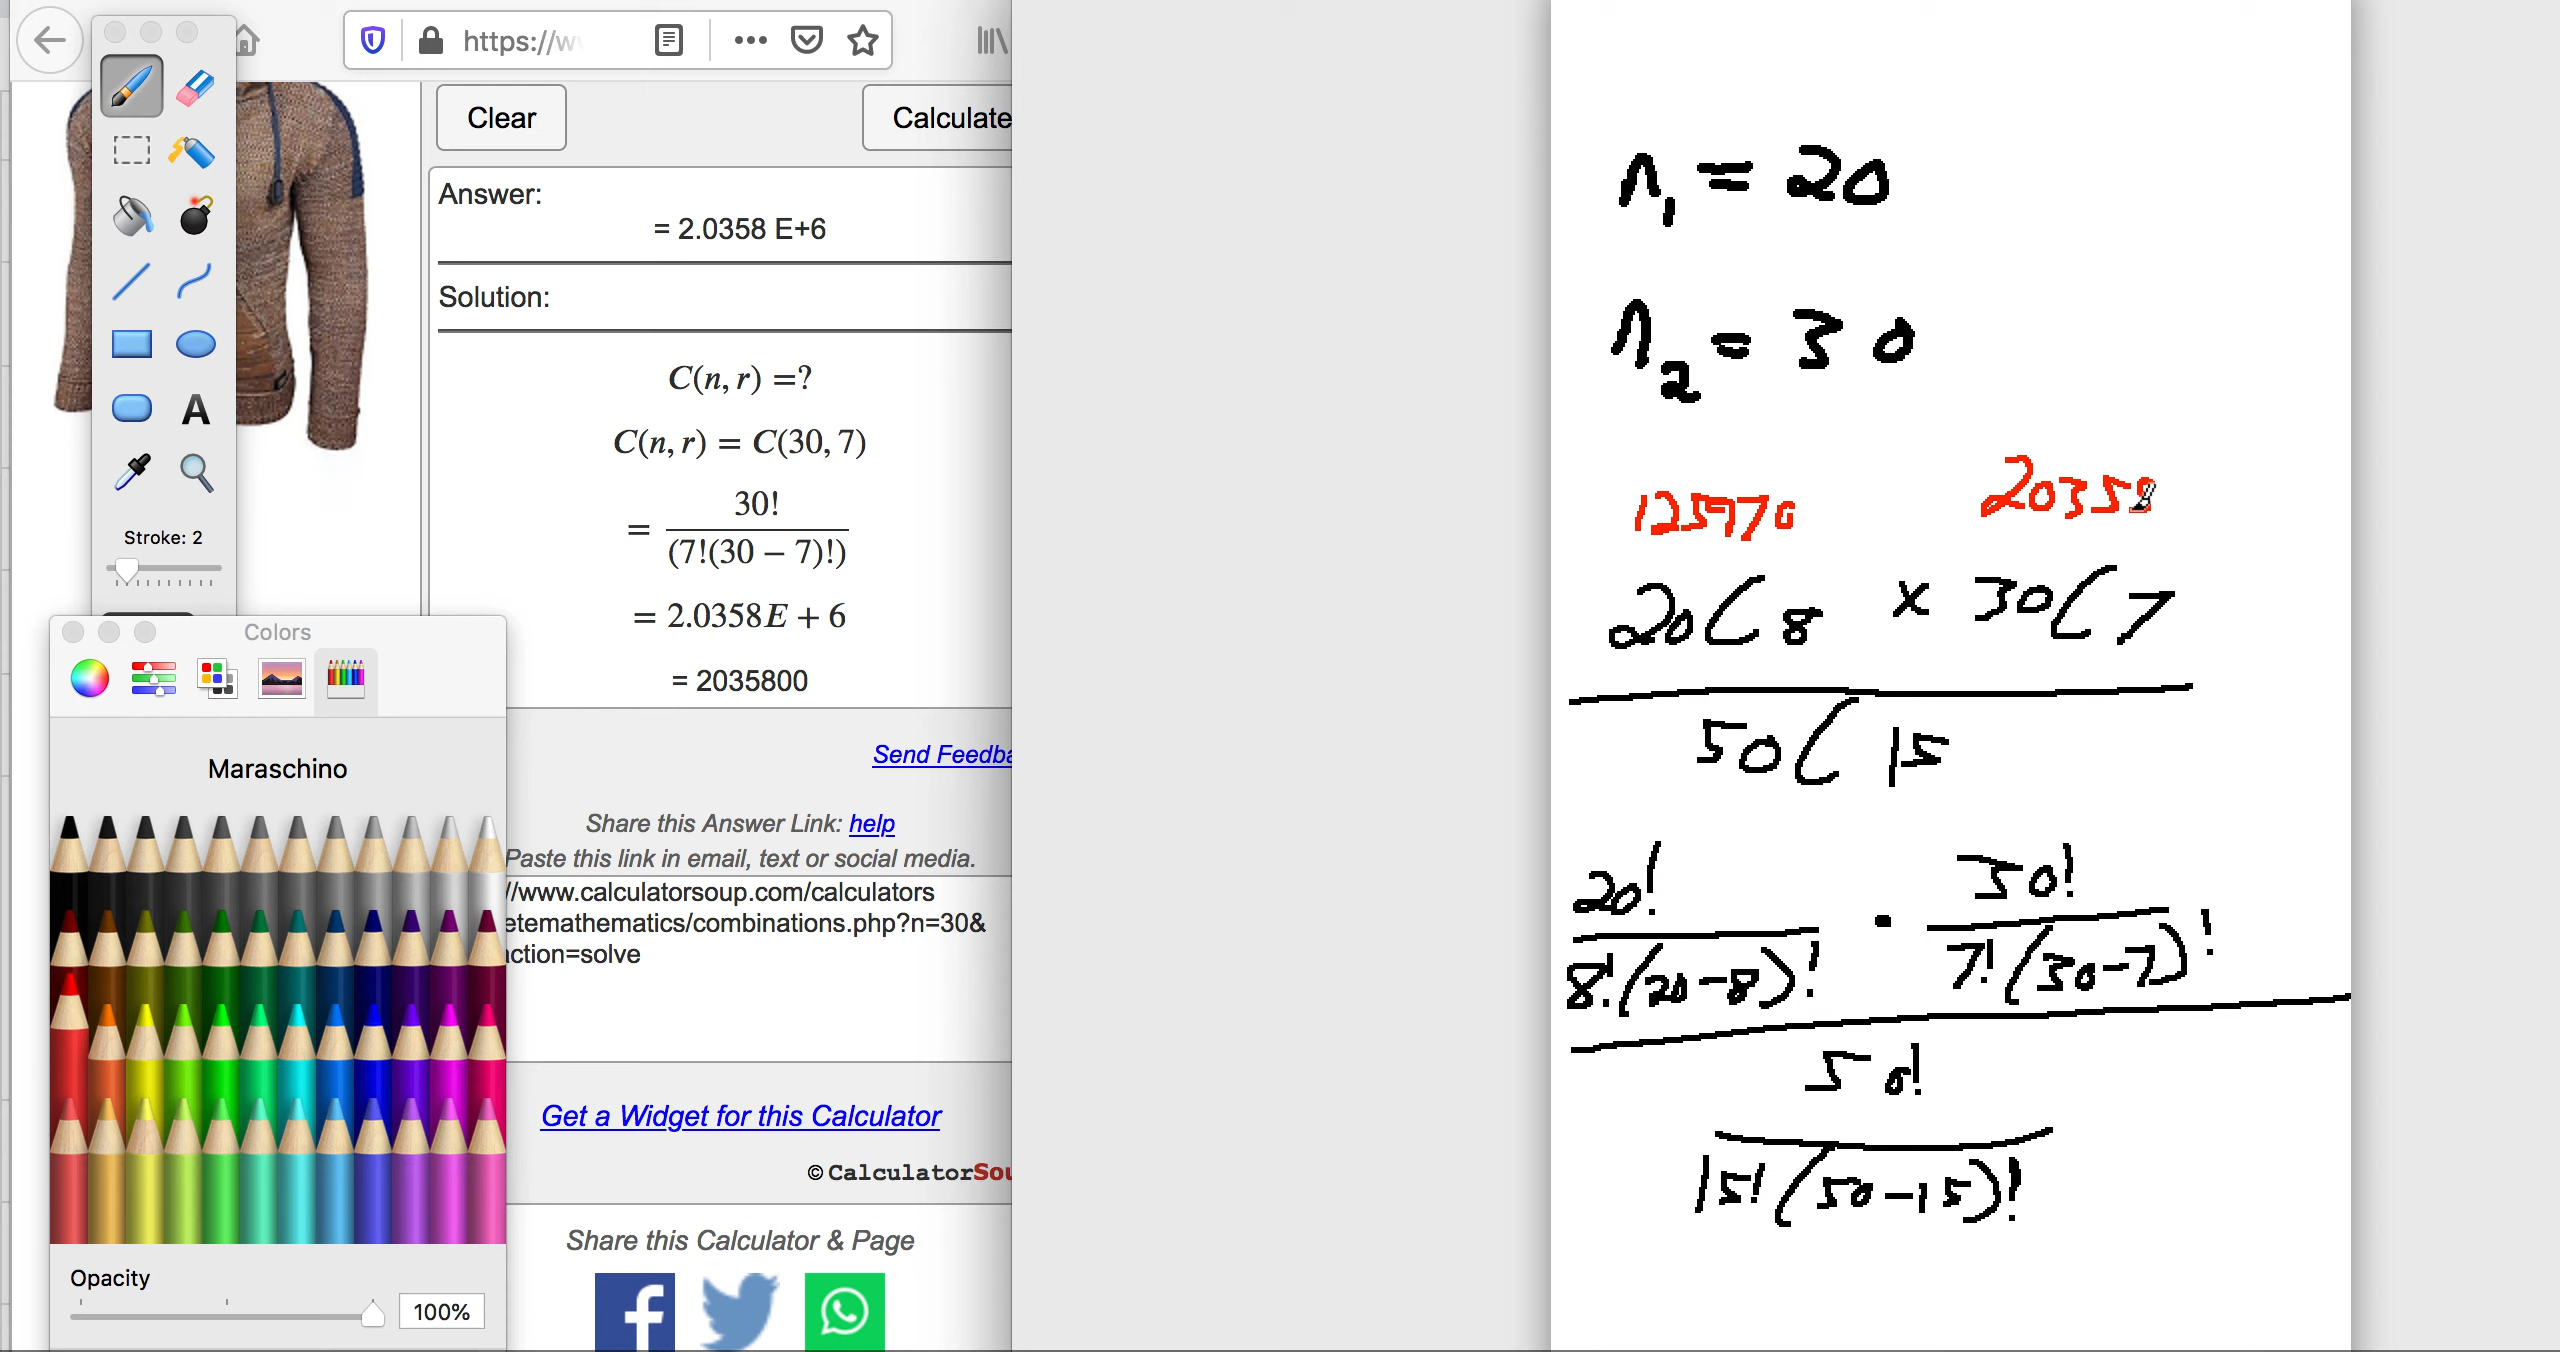 https://w
Clear
Calculate
Answer:
= 2.0358 E+6
Solution:
C(n, r) =?
C(n, r) = C(30, 7)
30!
=
(7!(30 − 7)!)
= 2.0358E + 6
= 2035800
Send Feedba
Share this Answer Link: help
Paste this link in email, text or social media.
//www.calculatorsoup.com/calculators
etemathematics/combinations.php?n=30&
action=solve
Get a Widget for this Calculator
© CalculatorSou
Share this Calculator & Page
A
Stroke: 2
Colors
Maraschino
Opacity
100%
n₁ = 20
n₂ = 30
125970 20358
20C8 × 30C7
50C15
20! · 30!
8!(20-8)! 7!(30-7)!
50!
15!(50-15)!